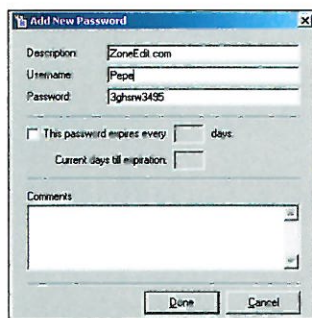 Add New Password
Description: ZoneEdit.com
Username: Pepe
Password: 3ghsrw3495
This password expires every days.
Current days till expiration:
Comments
Done Cancel